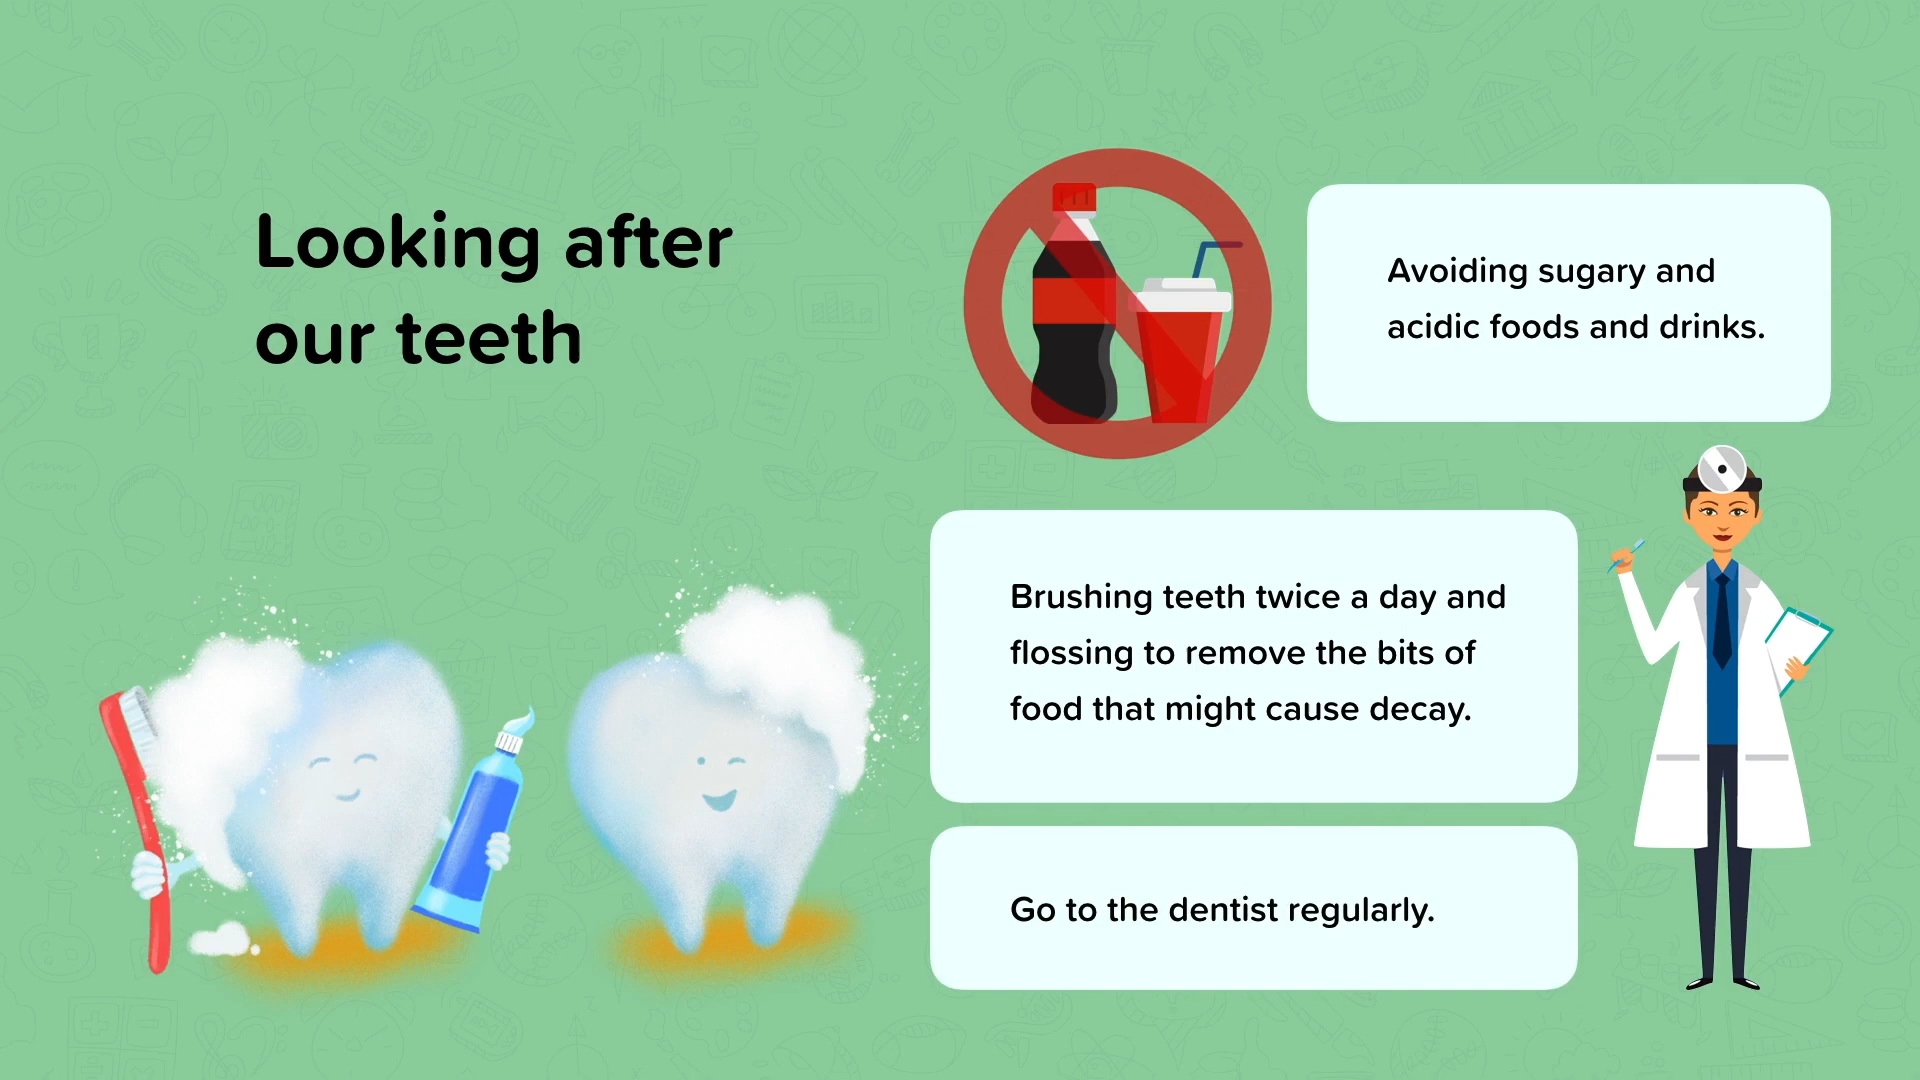 Looking after
our teeth
Avoiding sugary and
acidic foods and drinks.
Brushing teeth twice a day and
flossing to remove the bits of
food that might cause decay.
Go to the dentist regularly.